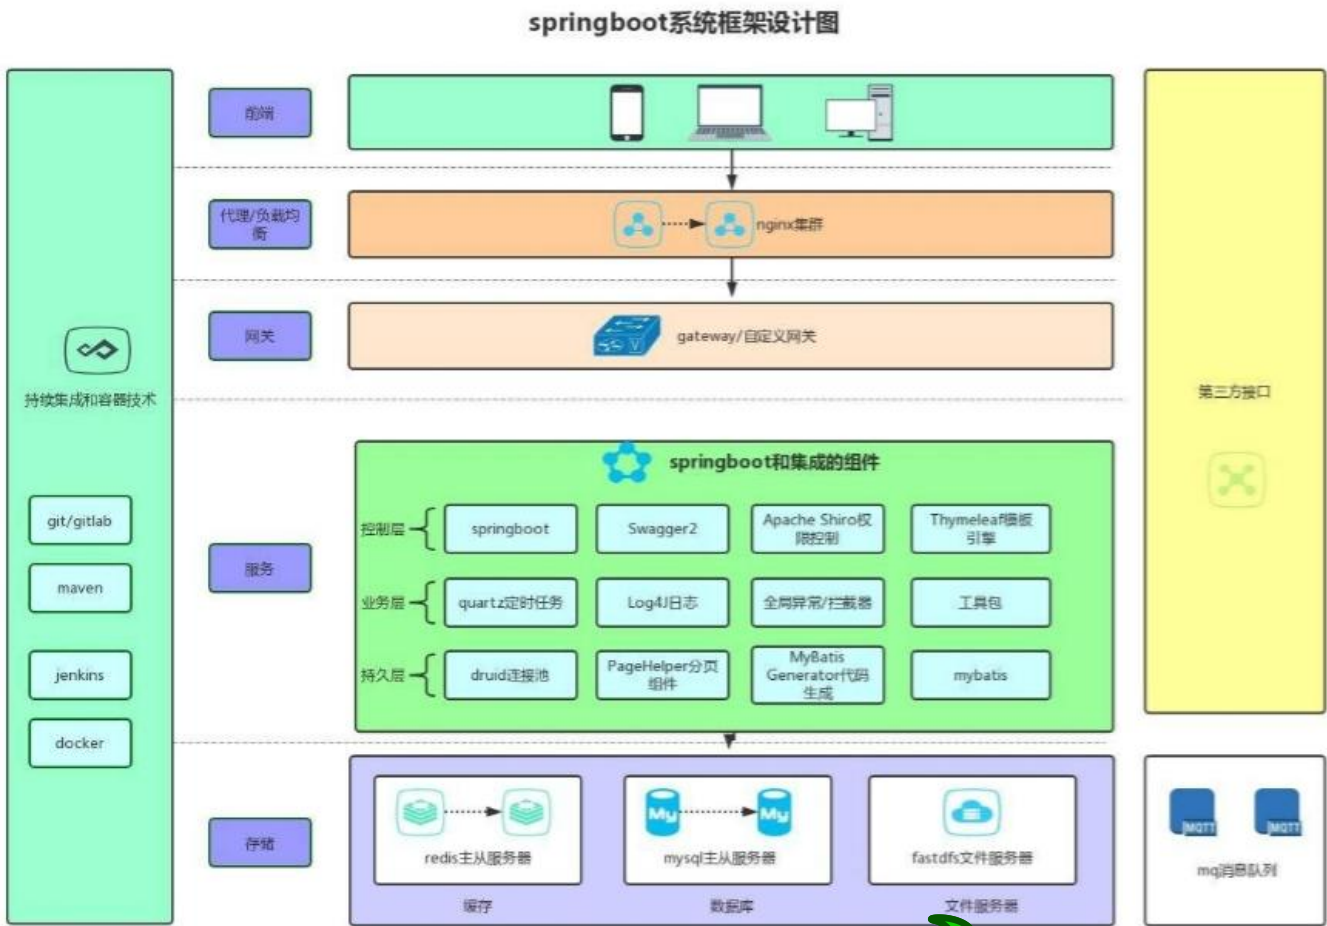 springboot系统框架设计图
前端
代理/负载均
衡
nginx集群
网关
gateway/自定义网关
持续集成和容器技术
git/gitlab
maven
jenkins
docker
第三方接口
服务
springboot和集成的组件
控制层
springboot
Swagger2
Apache Shiro权
限控制
Thymeleaf模板
引擎
业务层
quartz定时任务
Log4J日志
全局异常/拦截器
工具包
持久层
druid连接池
PageHelper分页
组件
MyBatis
Generator代码
生成
mybatis
存储
My
My
redis主从服务器
mysql主从服务器
fastdfs文件服务器
缓存
数据库
文件服务器
MQTT
MQTT
mq消息队列